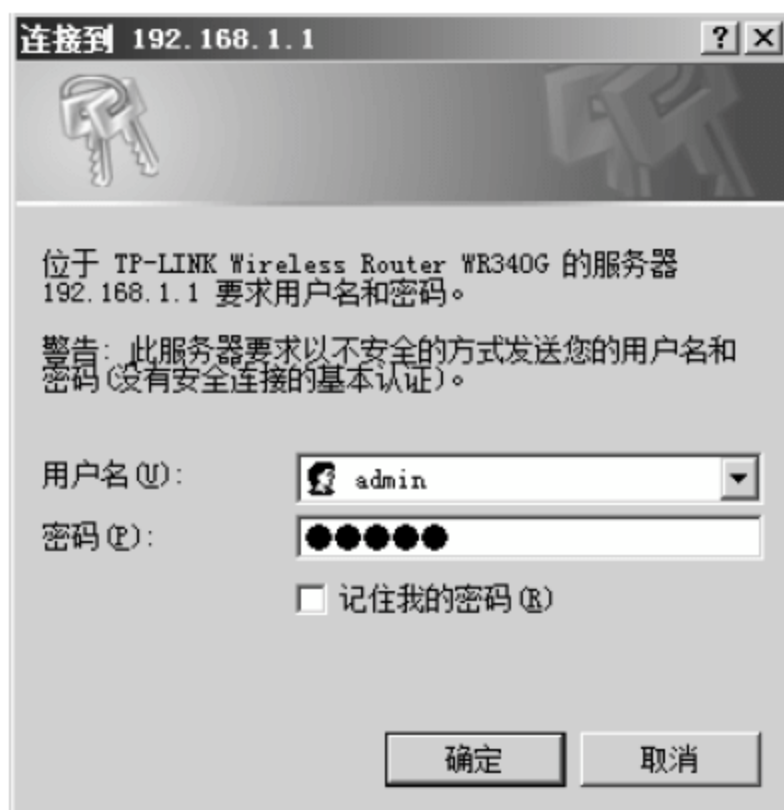 连接到 192.168.1.1
位于 TP-LINK Wireless Router WR340G 的服务器
192.168.1.1 要求用户名和密码。
警告: 此服务器要求以不安全的方式发送您的用户名和
密码(没有安全连接的基本认证)。
用户名(U): admin
密码(P): ●●●●●
记住我的密码(R)
确定 取消